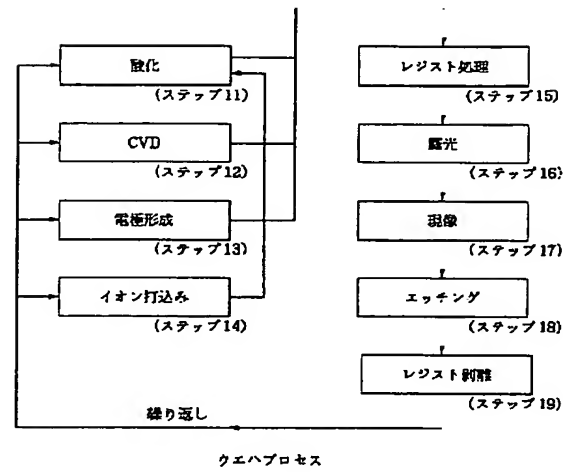 酸化
(ステップ11)
CVD
(ステップ12)
電極形成
(ステップ13)
イオン打込み
(ステップ14)
レジスト処理
(ステップ15)
露光
(ステップ16)
現像
(ステップ17)
エッチング
(ステップ18)
レジスト剥離
(ステップ19)
繰り返し
ウエハプロセス